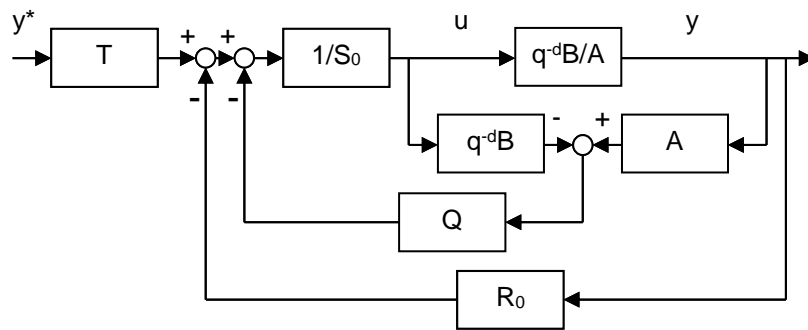 y* u y
T 1/S₀ q⁻ᵈB/A
+ + - -
- +
q⁻ᵈB A
Q
R₀